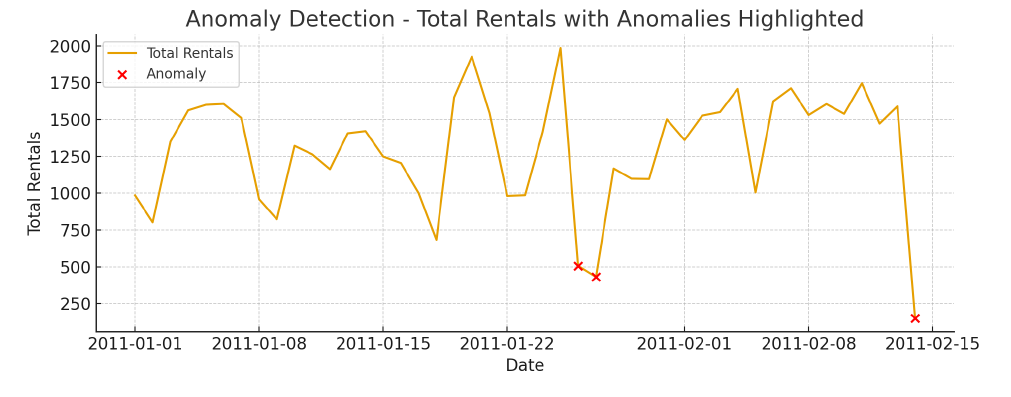 Anomaly Detection - Total Rentals with Anomalies Highlighted
Total Rentals
Anomaly
2000
1750
1500
1250
1000
750
500
250
Total Rentals
2011-01-01 2011-01-08 2011-01-15 2011-01-22 2011-02-01 2011-02-08 2011-02-15
Date